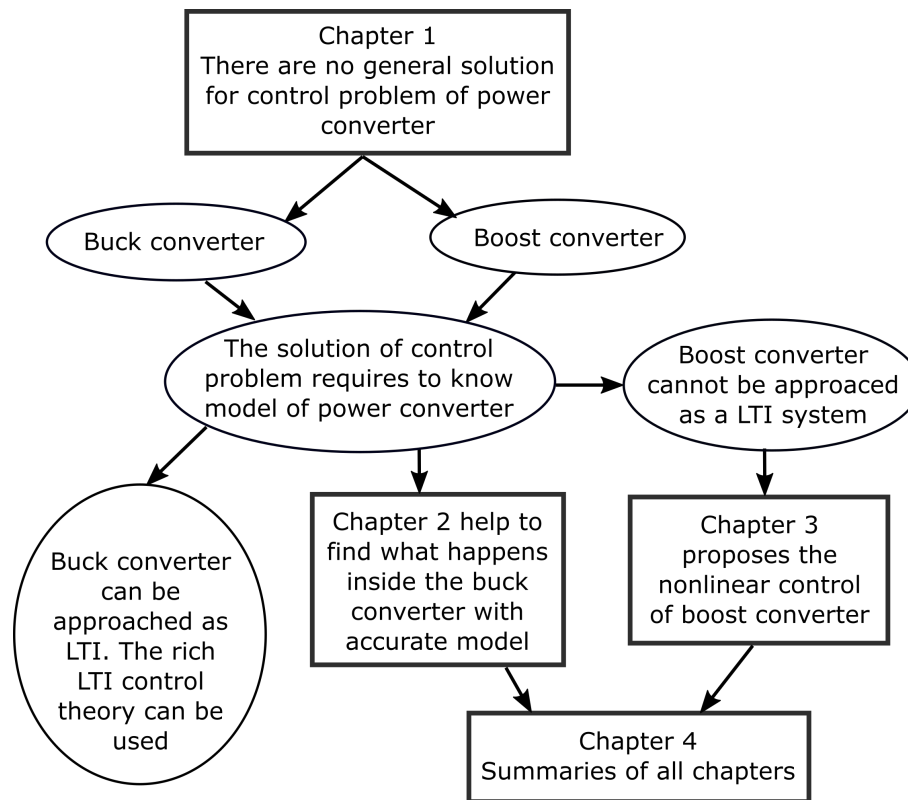 Chapter 1
There are no general solution
for control problem of power
converter
Buck converter
Boost converter
The solution of control
problem requires to know
model of power converter
Boost converter
cannot be approaced
as a LTI system
Buck converter
can be
approached as
LTI. The rich
LTI control
theory can be
used
Chapter 2 help to
find what happens
inside the buck
converter with
accurate model
Chapter 3
proposes the
nonlinear control
of boost converter
Chapter 4
Summaries of all chapters